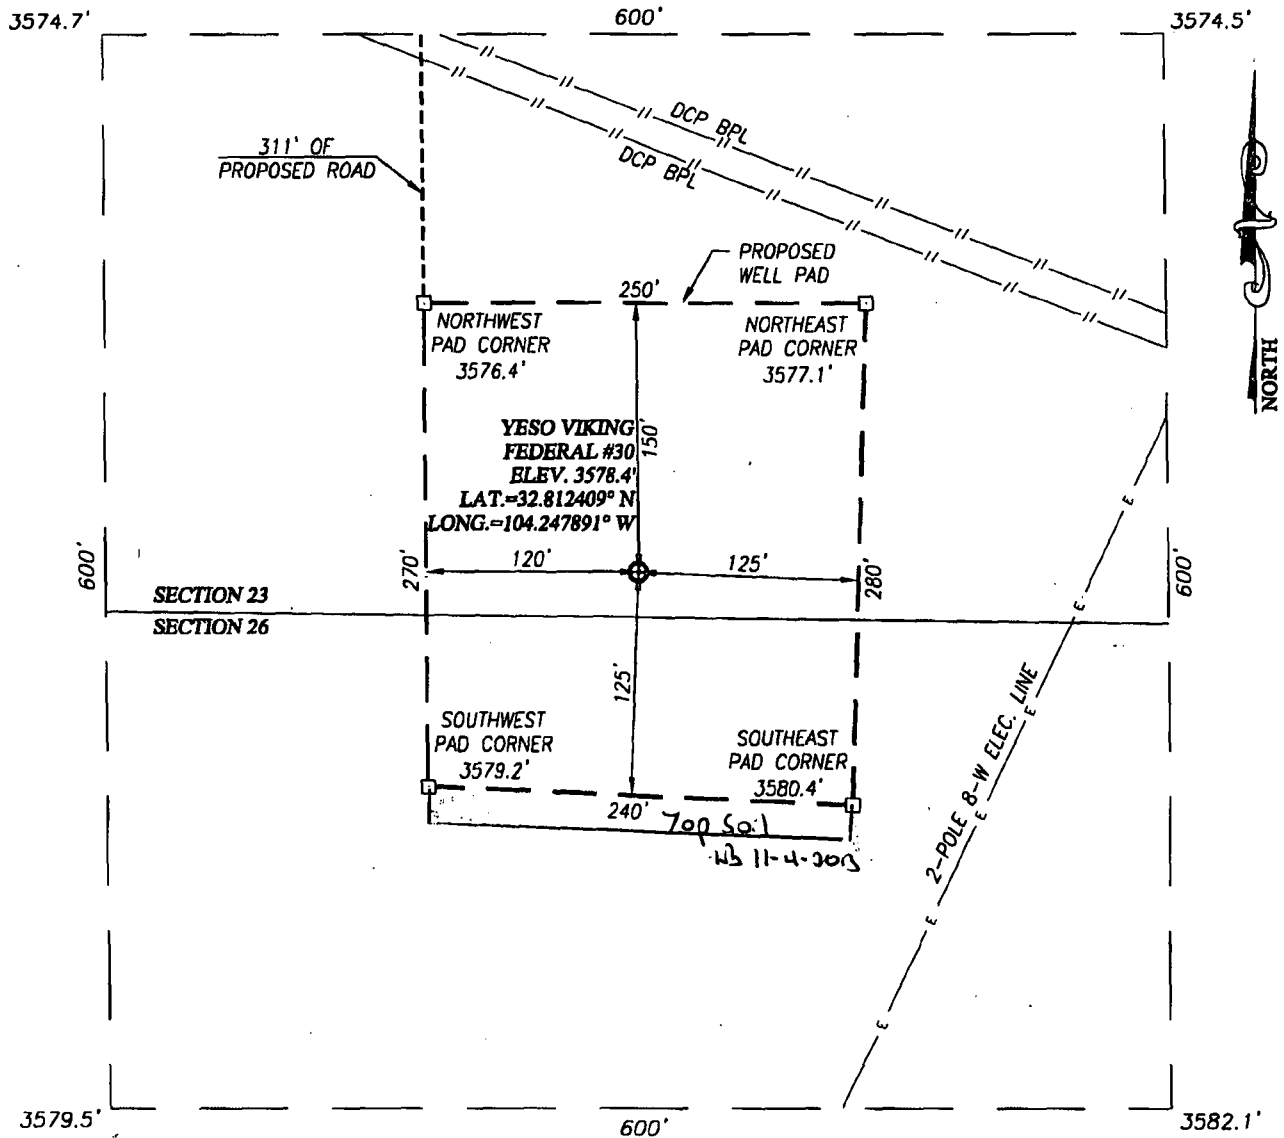 3574.7'
600'
3574.5'
DCP BPL
DCP BPL
311' OF
PROPOSED ROAD
PROPOSED
WELL PAD
250'
NORTHWEST
PAD CORNER
3576.4'
NORTHEAST
PAD CORNER
3577.1'
NORTH
YESO VIKING
FEDERAL #30
ELEV. 3578.4'
LAT.=32.812409° N
LONG.=104.247891° W
150'
600'
270'
120'
125'
280'
600'
SECTION 23
SECTION 26
125'
SOUTHWEST
PAD CORNER
3579.2'
SOUTHEAST
PAD CORNER
3580.4'
240'
Top Soil
11-4-2013
E
E
E
E
E
E
2-POLE 8-W ELEC. LINE
3579.5'
600'
3582.1'